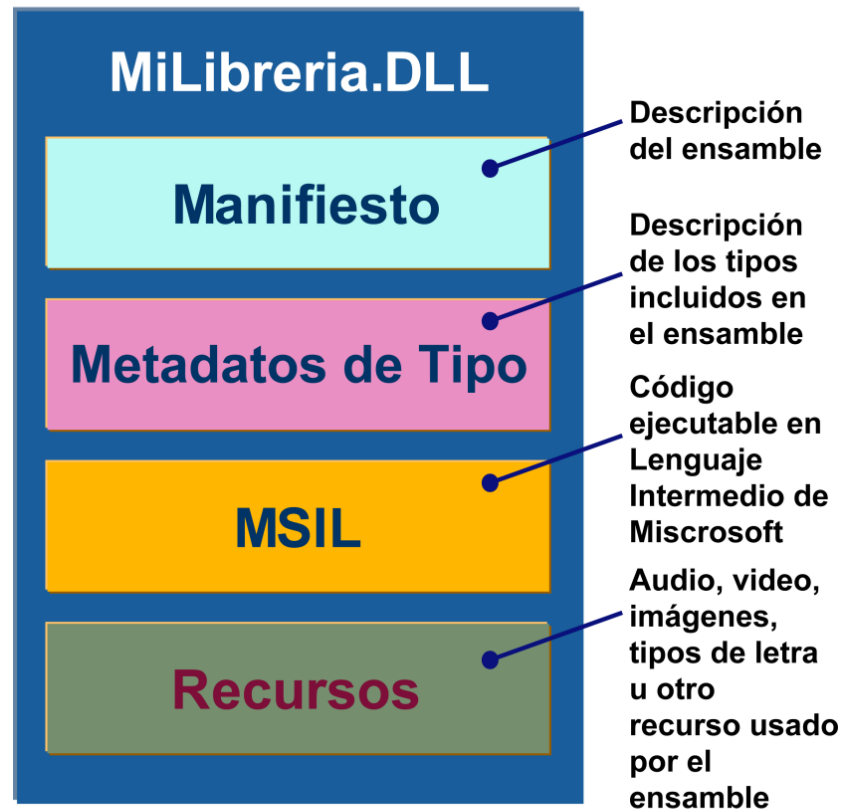 MiLibreria.DLL
Manifiesto
Descripción
del ensamble
Metadatos de Tipo
Descripción
de los tipos
incluidos en
el ensamble
MSIL
Código
ejecutable en
Lenguaje
Intermedio de
Miscrosoft
Recursos
Audio, video,
imágenes,
tipos de letra
u otro
recurso usado
por el
ensamble